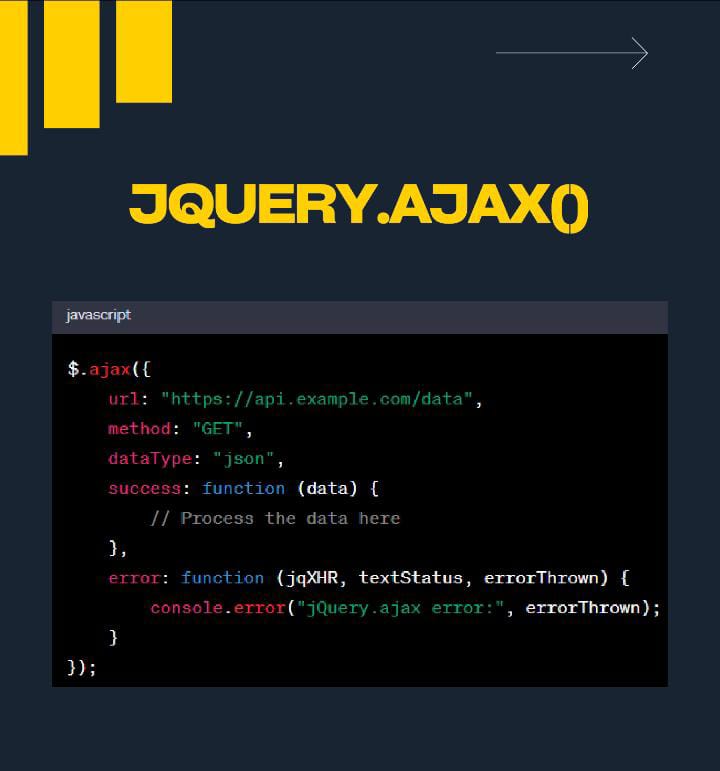 JQUERY.AJAX()
javascript
$.ajax({
    url: "https://api.example.com/data",
    method: "GET",
    dataType: "json",
    success: function (data) {
        // Process the data here
    },
    error: function (jqXHR, textStatus, errorThrown) {
        console.error("jQuery.ajax error:", errorThrown);
    }
});